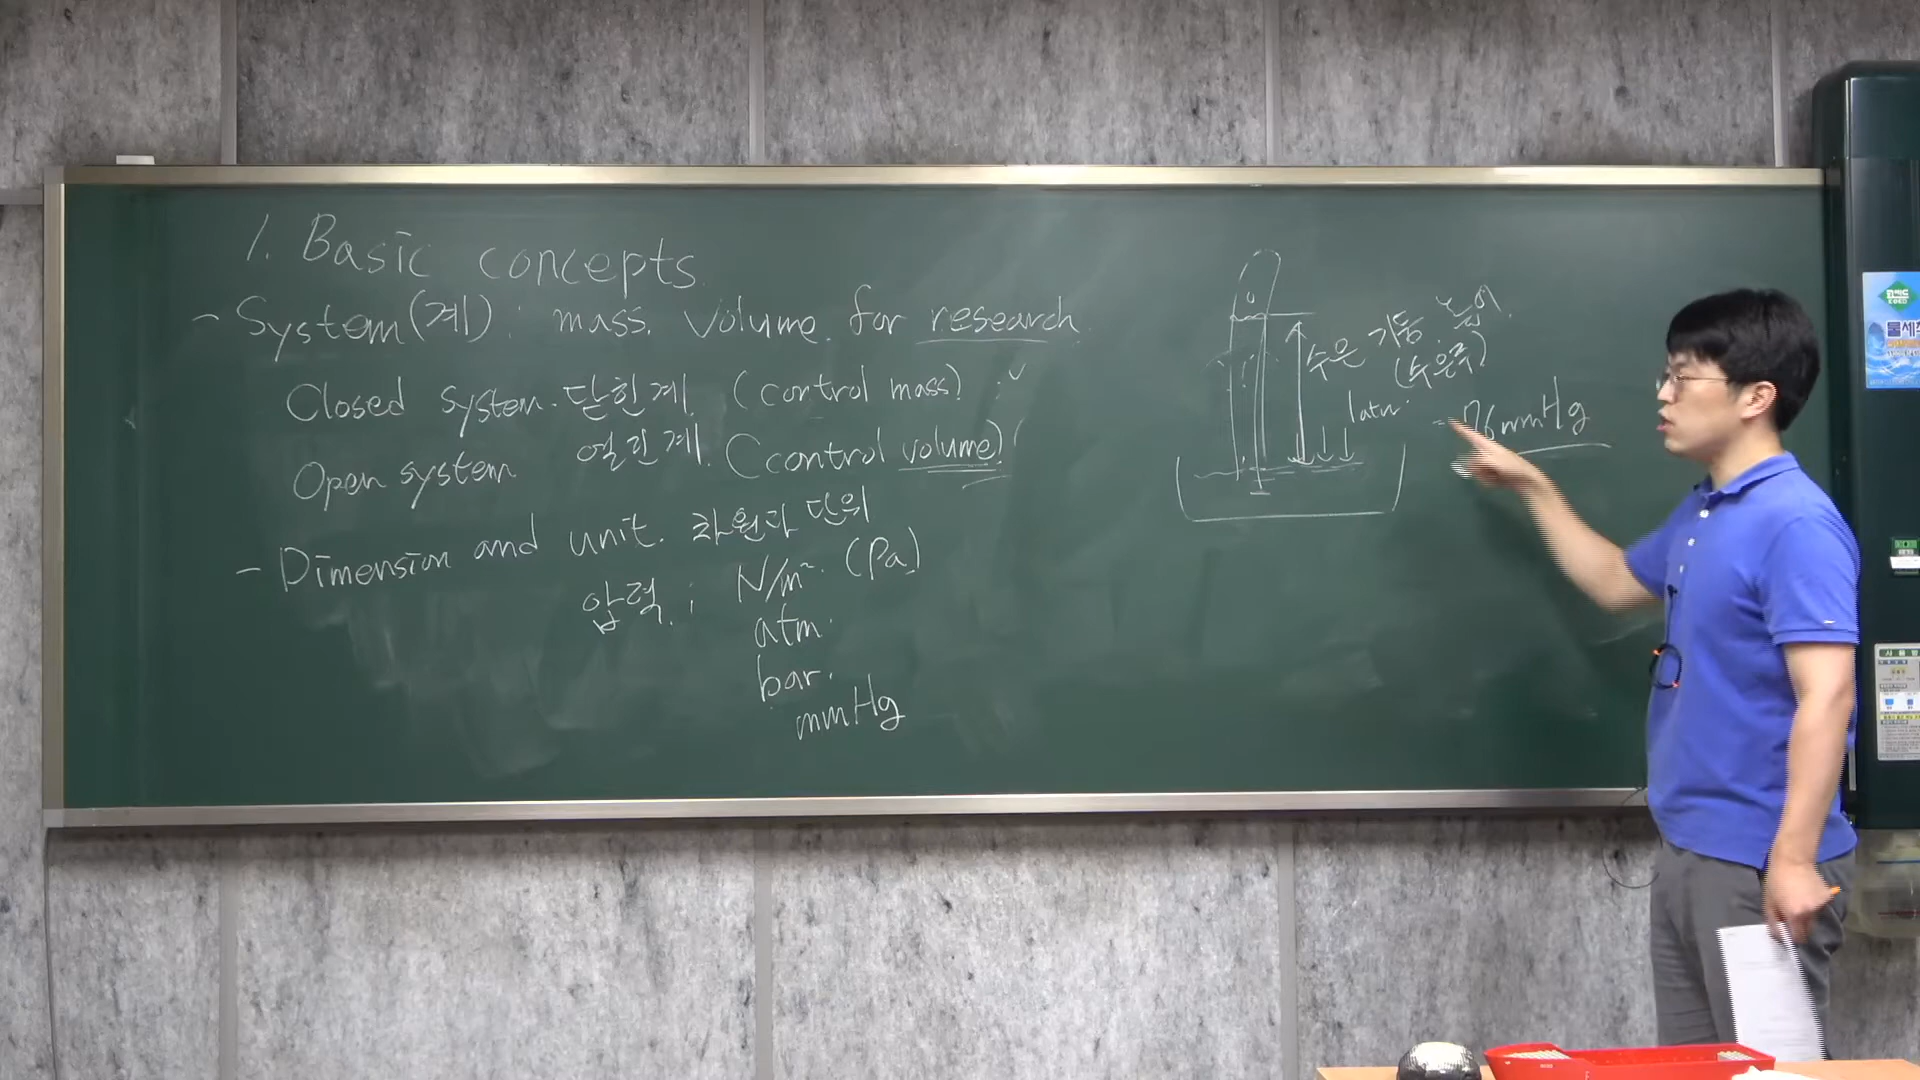 1. Basic concepts
- System(계) : mass. volume for research
Closed system. 닫힌계. (control mass) :
Open system 열린계. (control volume)
- Dimension and unit. 차원과 단위
압력 ; N/m² (Pa)
atm.
bar.
mmHg
수은 기둥 높이.
(수은주)
1atm.
= 76mmHg